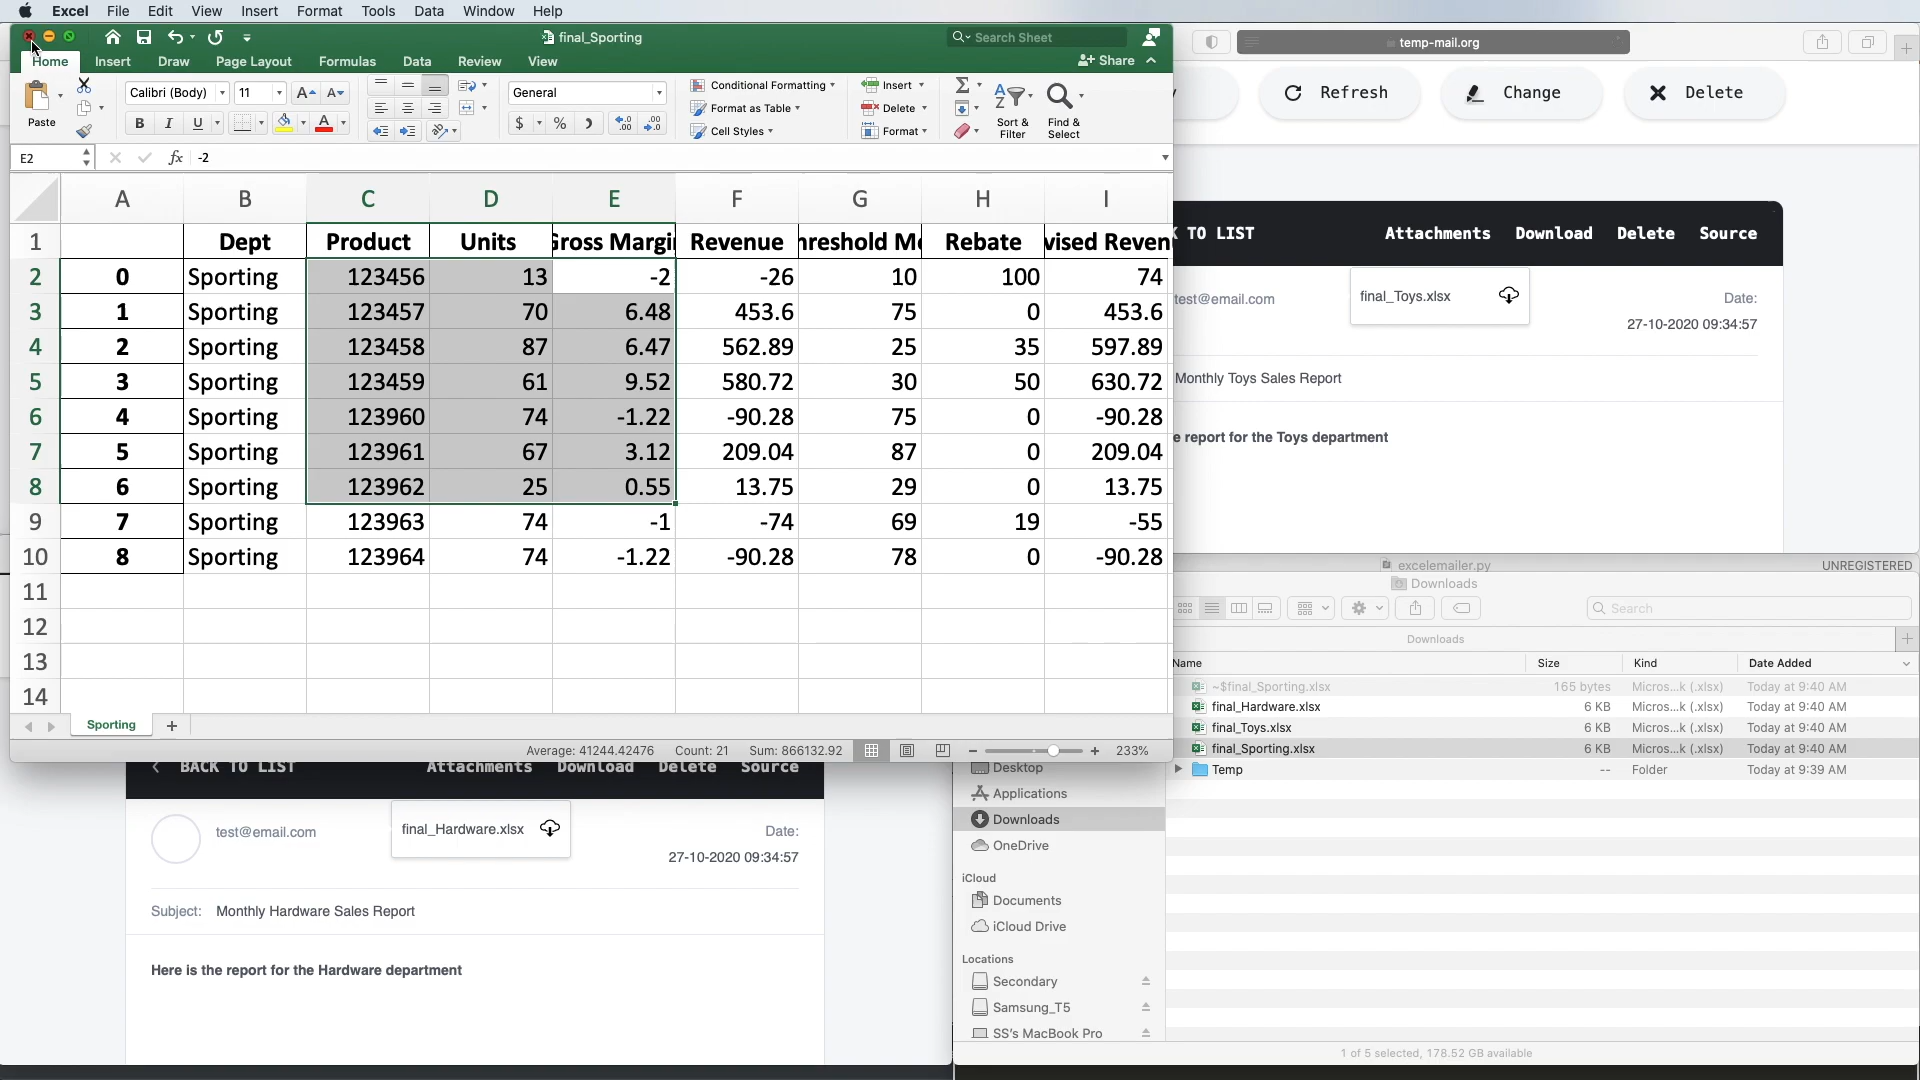 Excel File Edit View Insert Format Tools Data Window Help
final_Sporting
Search Sheet
Home Insert Draw Page Layout Formulas Data Review View
Share
Paste
Calibri (Body) 11 A A
B I U A
General
$ % )
Conditional Formatting
Format as Table
Cell Styles
Insert
Delete
Format
Sort &
Filter
Find &
Select
E2 fx -2
A B C D E F G H I
1 Dept Product Units Revenue Rebate
2 0 Sporting 123456 13 -2 -26 10 100 74
3 1 Sporting 123457 70 6.48 453.6 75 0 453.6
4 2 Sporting 123458 87 6.47 562.89 25 35 597.89
5 3 Sporting 123459 61 9.52 580.72 30 50 630.72
6 4 Sporting 123960 74 -1.22 -90.28 75 0 -90.28
7 5 Sporting 123961 67 3.12 209.04 87 0 209.04
8 6 Sporting 123962 25 0.55 13.75 29 0 13.75
9 7 Sporting 123963 74 -1 -74 69 19 -55
10 8 Sporting 123964 74 -1.22 -90.28 78 0 -90.28
11
12
13
14
Sporting
Average: 41244.42476 Count: 21 Sum: 866132.92 233%
temp-mail.org
Refresh Change Delete
TO LIST Attachments Download Delete Source
test@email.com
final_Toys.xlsx
Date:
27-10-2020 09:34:57
Monthly Toys Sales Report
report for the Toys department
excelemailer.py UNREGISTERED
Downloads
Search
Downloads
Name Size Kind Date Added
~$final_Sporting.xlsx 165 bytes Micros...k (.xlsx) Today at 9:40 AM
final_Hardware.xlsx 6 KB Micros...k (.xlsx) Today at 9:40 AM
final_Toys.xlsx 6 KB Micros...k (.xlsx) Today at 9:40 AM
final_Sporting.xlsx 6 KB Micros...k (.xlsx) Today at 9:40 AM
Temp -- Folder Today at 9:39 AM
Desktop
Applications
Downloads
OneDrive
iCloud
Documents
iCloud Drive
Locations
Secondary
Samsung_T5
SS's MacBook Pro
1 of 5 selected, 178.52 GB available
BACK TO LIST Attachments Download Delete Source
test@email.com
final_Hardware.xlsx
Date:
27-10-2020 09:34:57
Subject: Monthly Hardware Sales Report
Here is the report for the Hardware department